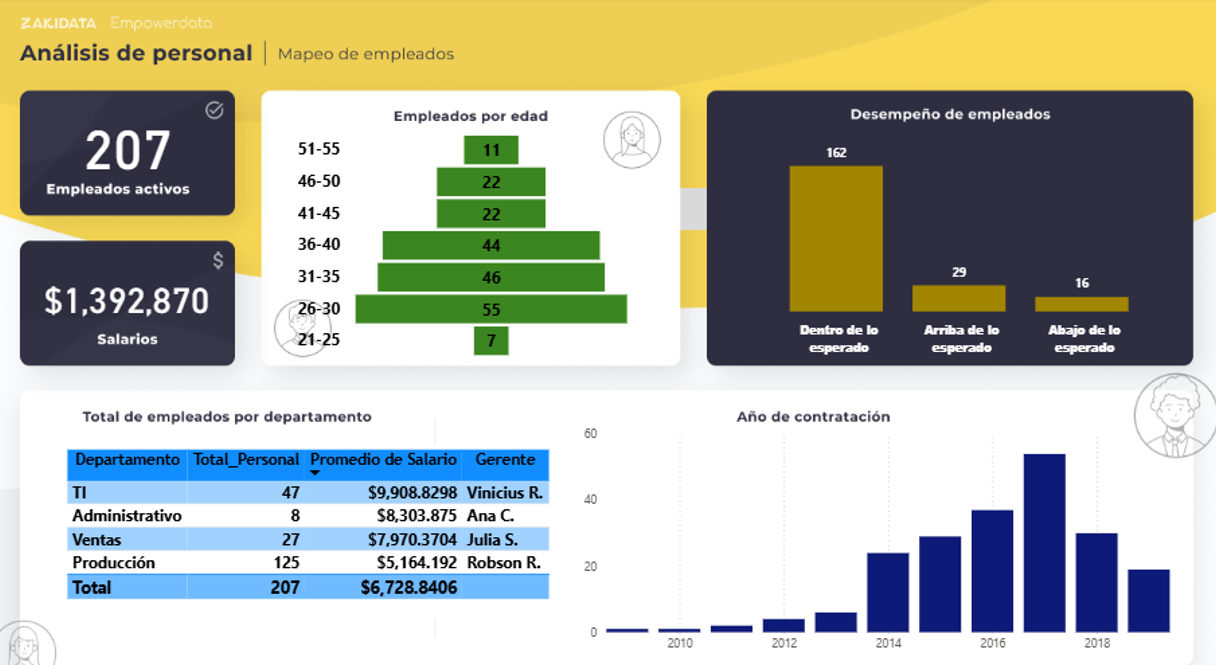 ZAKIDATA Empowerdata
Análisis de personal | Mapeo de empleados
207
Empleados activos
$
$1,392,870
Salarios
Empleados por edad
51-55 11
46-50 22
41-45 22
36-40 44
31-35 46
26-30 55
21-25 7
Desempeño de empleados
162
29
16
Dentro de lo
esperado
Arriba de lo
esperado
Abajo de lo
esperado
Total de empleados por departamento
Departamento Total_Personal Promedio de Salario Gerente
TI 47 $9,908.8298 Vinicius R.
Administrativo 8 $8,303.875 Ana C.
Ventas 27 $7,970.3704 Julia S.
Producción 125 $5,164.192 Robson R.
Total 207 $6,728.8406
Año de contratación
60
40
20
0
2010 2012 2014 2016 2018